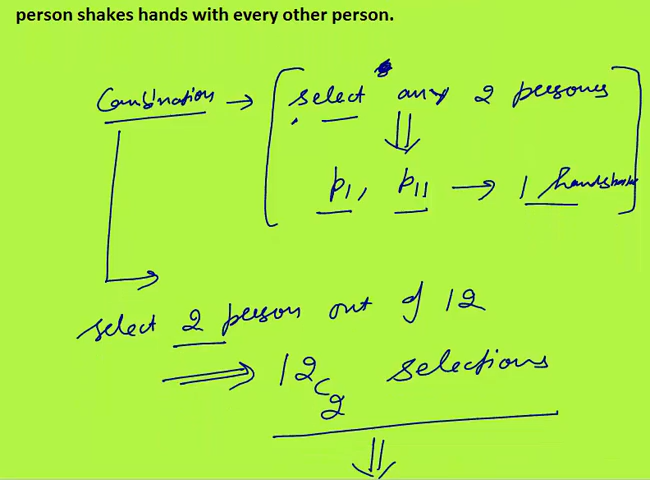 person shakes hands with every other person.
Combination → [ select any 2 persons
⇓
P1, P11 → 1 handshake ]
select 2 person out of 12
⟹ 12C2 selections
⇓